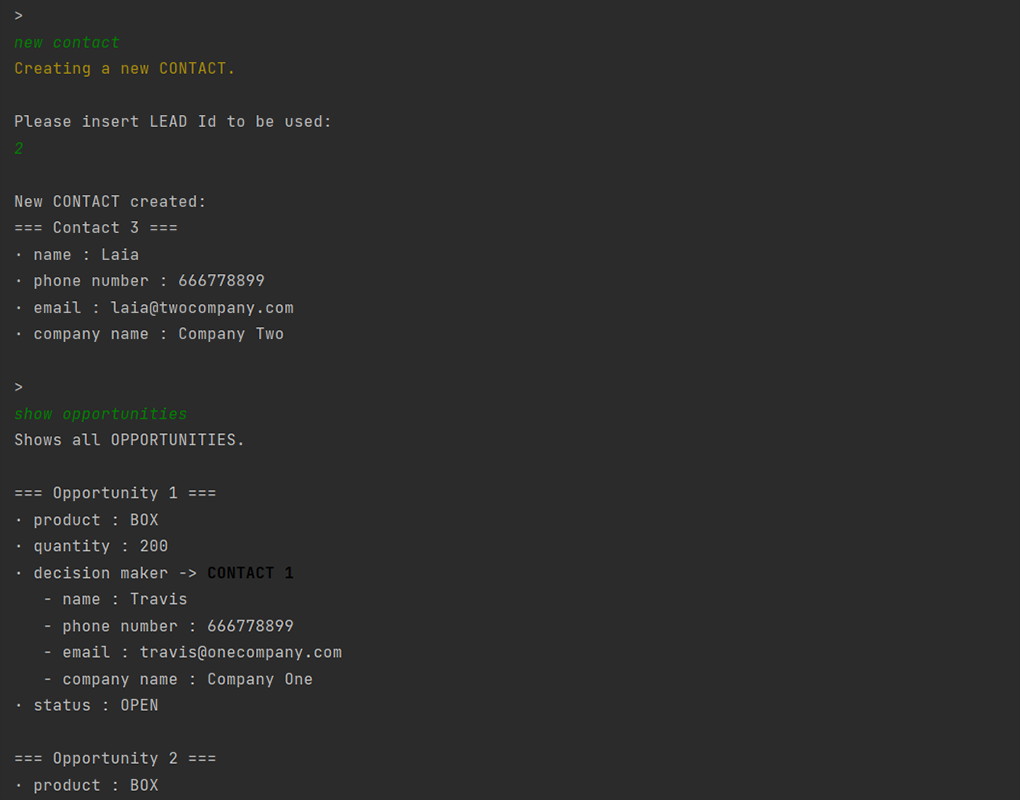 >
new contact
Creating a new CONTACT.
Please insert LEAD Id to be used:
2
New CONTACT created:
=== Contact 3 ===
· name : Laia
· phone number : 666778899
· email : laia@twocompany.com
· company name : Company Two
>
show opportunities
Shows all OPPORTUNITIES.
=== Opportunity 1 ===
· product : BOX
· quantity : 200
· decision maker -> CONTACT 1
- name : Travis
- phone number : 666778899
- email : travis@onecompany.com
- company name : Company One
· status : OPEN
=== Opportunity 2 ===
· product : BOX